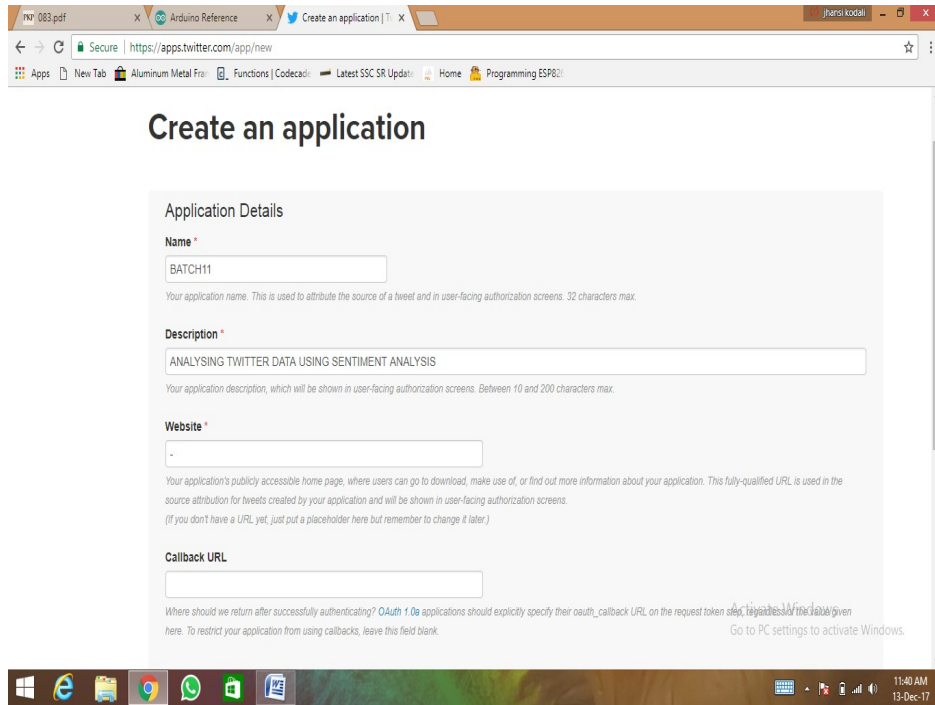 PKP 083.pdf
Arduino Reference
Create an application | T
jhansi kodali
Secure | https://apps.twitter.com/app/new
Apps
New Tab
Aluminum Metal Fra
Functions | Codecade
Latest SSC SR Update
Home
Programming ESP82
Create an application
Application Details
Name *
BATCH11
Your application name. This is used to attribute the source of a tweet and in user-facing authorization screens. 32 characters max.
Description *
ANALYSING TWITTER DATA USING SENTIMENT ANALYSIS
Your application description, which will be shown in user-facing authorization screens. Between 10 and 200 characters max.
Website *
-
Your application's publicly accessible home page, where users can go to download, make use of, or find out more information about your application. This fully-qualified URL is used in the
source attribution for tweets created by your application and will be shown in user-facing authorization screens.
(If you don't have a URL yet, just put a placeholder here but remember to change it later.)
Callback URL
Where should we return after successfully authenticating? OAuth 1.0a applications should explicitly specify their oauth_callback URL on the request token step, regardless of the value given
here. To restrict your application from using callbacks, leave this field blank.
Activate Windows
Go to PC settings to activate Windows.
11:40 AM
13-Dec-17